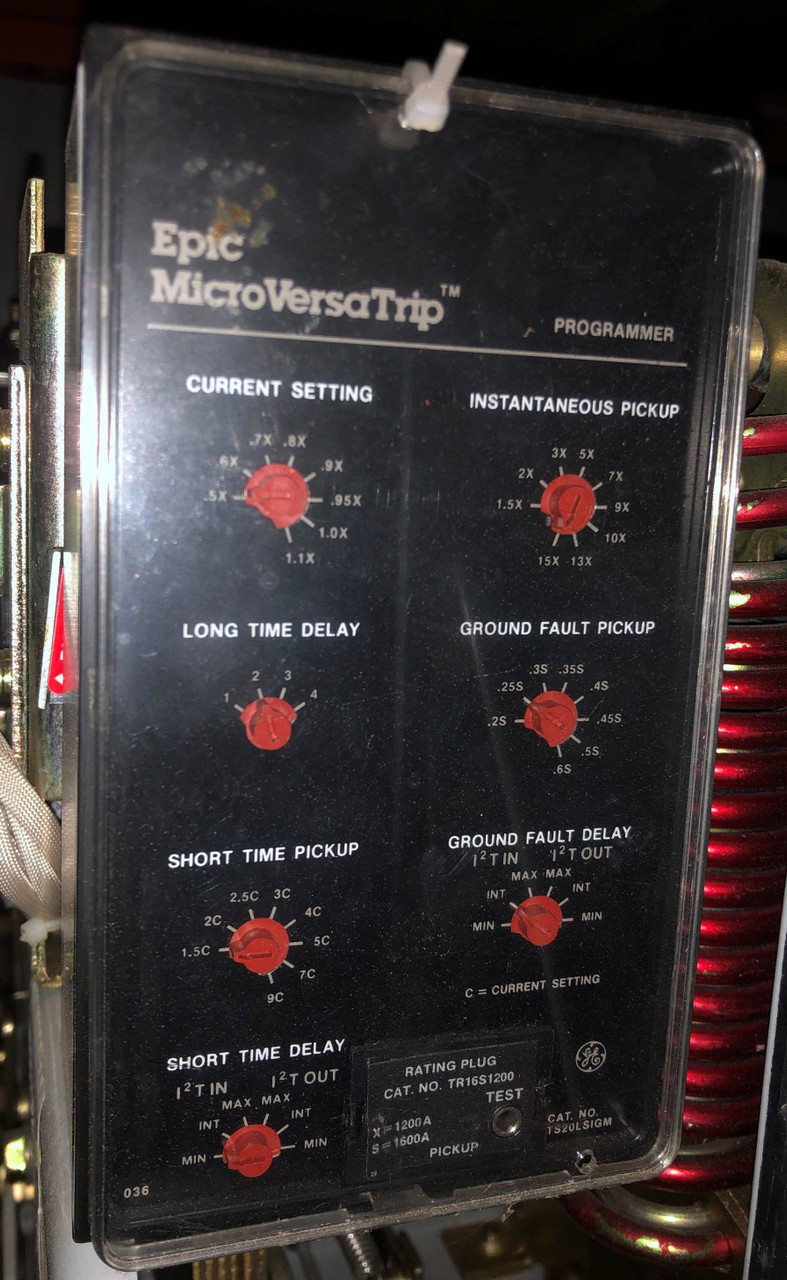 Epic
MicroVersaTrip™
PROGRAMMER
CURRENT SETTING
.5X .6X .7X .8X .9X .95X 1.0X 1.1X
INSTANTANEOUS PICKUP
1.5X 2X 3X 5X 7X 9X 10X 13X 15X
LONG TIME DELAY
1 2 3 4
GROUND FAULT PICKUP
.2S .25S .3S .35S .4S .45S .5S .6S
SHORT TIME PICKUP
1.5C 2C 2.5C 3C 4C 5C 7C 9C
GROUND FAULT DELAY
I²T IN I²T OUT
MIN INT MAX MAX INT MIN
C = CURRENT SETTING
SHORT TIME DELAY
I²T IN I²T OUT
MIN INT MAX MAX INT MIN
036
RATING PLUG
CAT. NO. TR16S1200
TEST
X = 1200A
S = 1600A
PICKUP
GE
CAT. NO.
TS20LSIGM